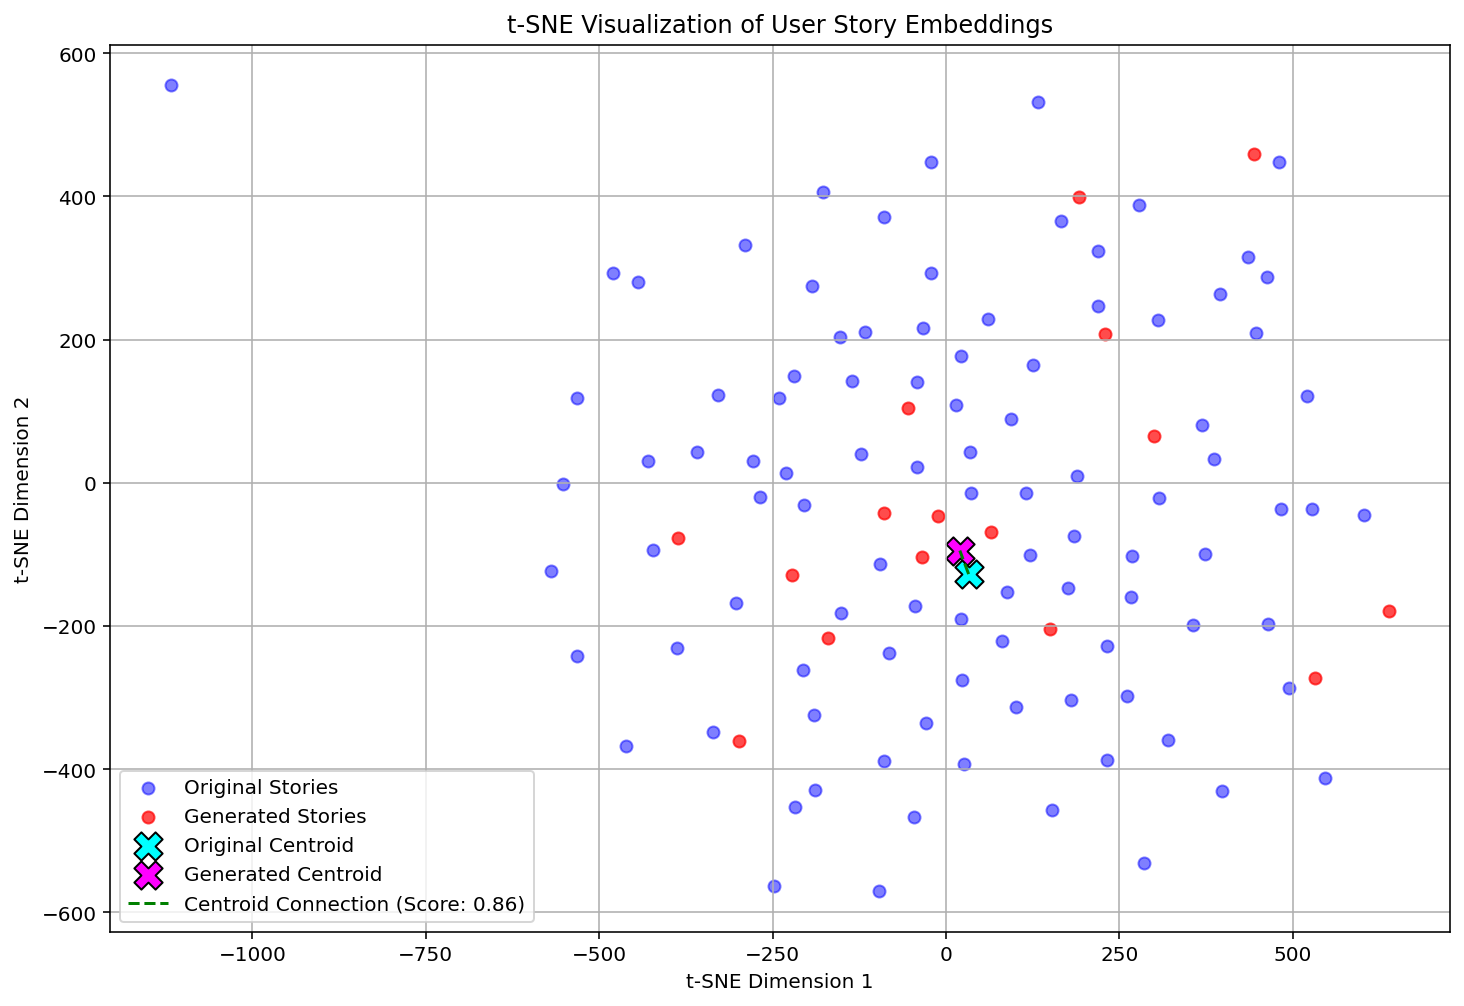 t-SNE Visualization of User Story Embeddings
600
400
200
0
−200
−400
−600
t-SNE Dimension 2
Original Stories
Generated Stories
Original Centroid
Generated Centroid
Centroid Connection (Score: 0.86)
−1000 −750 −500 −250 0 250 500
t-SNE Dimension 1